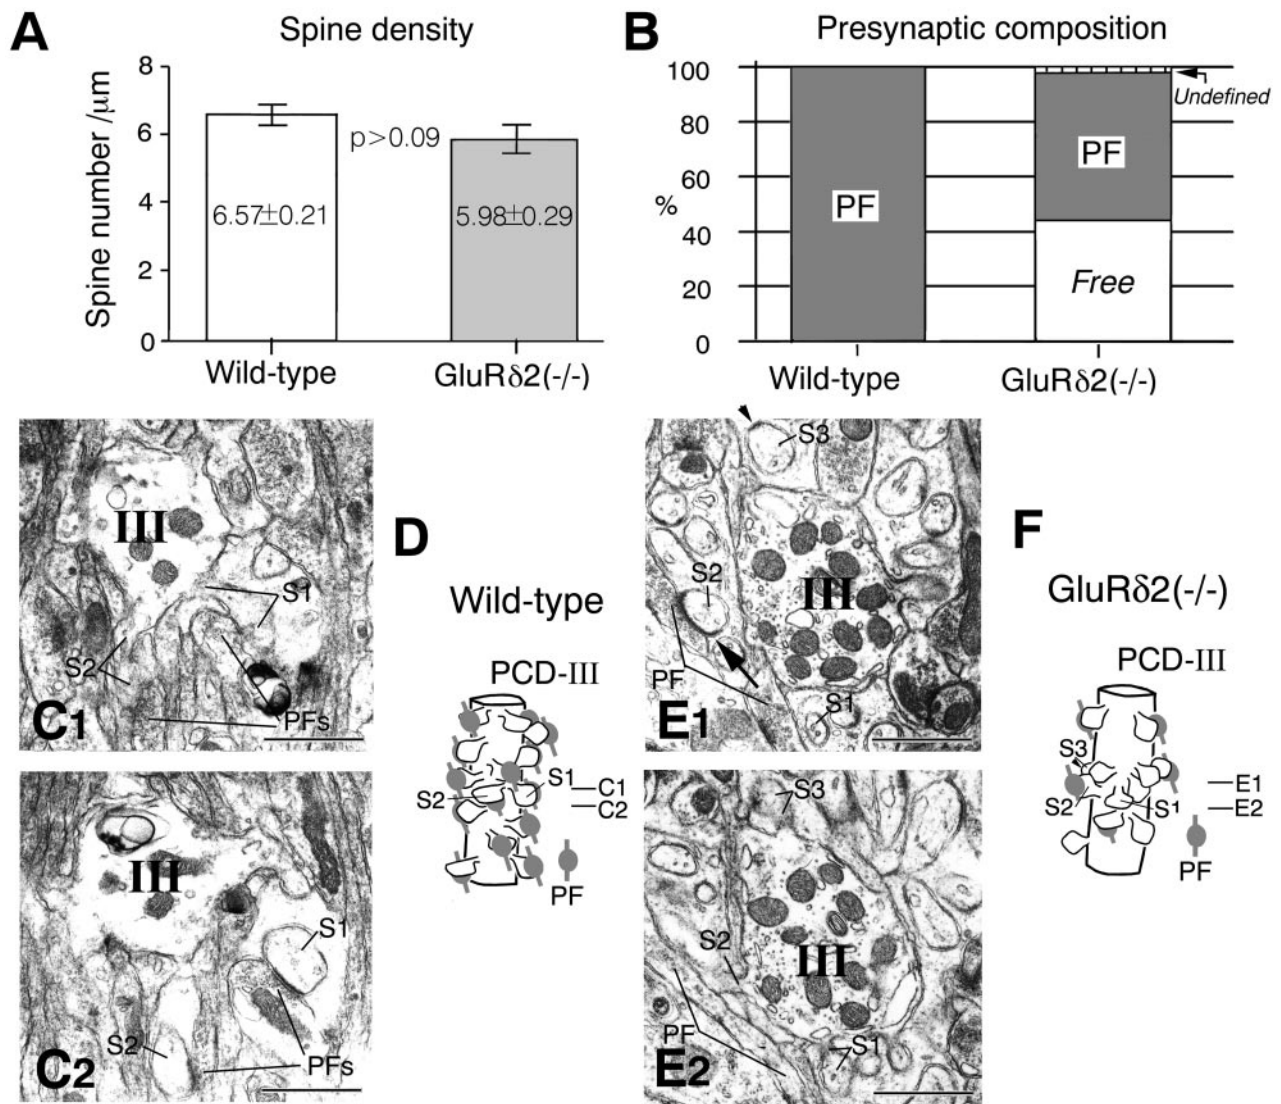 A
Spine density
Spine number /μm
8
6
4
2
0
p>0.09
6.57±0.21
5.98±0.29
Wild-type
GluRδ2(-/-)
B
Presynaptic composition
%
100
80
60
40
20
0
Undefined
PF
PF
Free
Wild-type
GluRδ2(-/-)
III
S1
S2
PFs
C1
III
S1
S2
PFs
C2
D
Wild-type
PCD-III
S1
S2
C1
C2
PF
S3
S2
III
PF
S1
E1
S3
S2
III
PF
S1
E2
F
GluRδ2(-/-)
PCD-III
S3
S2
S1
E1
E2
PF